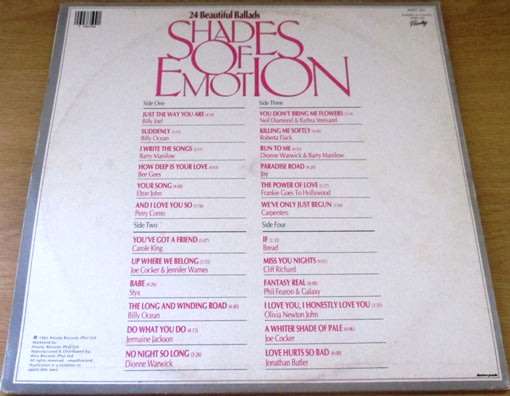 24 Beautiful Ballads
SHADES
OF
EMOTION
Side One
JUST THE WAY YOU ARE
Billy Joel
SUDDENLY
Billy Ocean
I WRITE THE SONGS
Barry Manilow
HOW DEEP IS YOUR LOVE
Bee Gees
YOUR SONG
Elton John
AND I LOVE YOU SO
Perry Como
Side Two
YOU'VE GOT A FRIEND
Carole King
UP WHERE WE BELONG
Joe Cocker & Jennifer Warnes
BABE
Styx
THE LONG AND WINDING ROAD
Billy Ocean
DO WHAT YOU DO
Jermaine Jackson
NO NIGHT SO LONG
Dionne Warwick
Side Three
YOU DON'T BRING ME FLOWERS
Neil Diamond & Barbra Streisand
KILLING ME SOFTLY
Roberta Flack
RUN TO ME
Dionne Warwick & Barry Manilow
PARADISE ROAD
Joy
THE POWER OF LOVE
Frankie Goes To Hollywood
WE'VE ONLY JUST BEGUN
Carpenters
Side Four
IF
Bread
MISS YOU NIGHTS
Cliff Richard
FANTASY REAL
Phil Fearon & Galaxy
I LOVE YOU, I HONESTLY LOVE YOU
Olivia Newton John
A WHITER SHADE OF PALE
Joe Cocker
LOVE HURTS SO BAD
Jonathan Butler